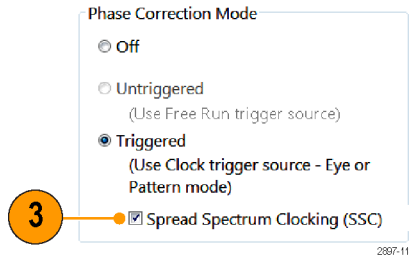 Phase Correction Mode
Off
Untriggered
(Use Free Run trigger source)
Triggered
(Use Clock trigger source - Eye or
Pattern mode)
3
Spread Spectrum Clocking (SSC)
2897-11